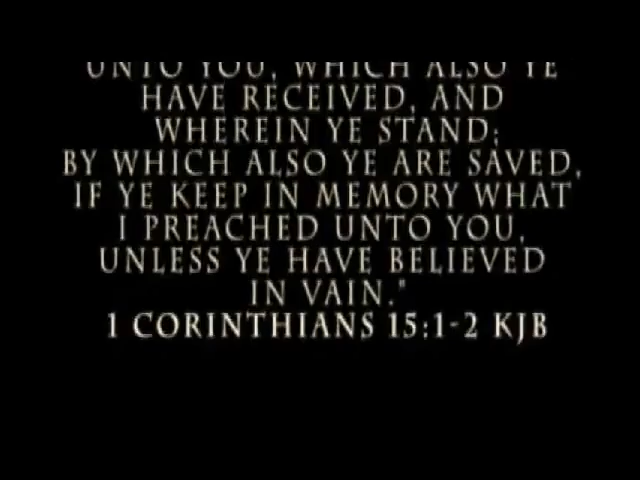 UNTO YOU, WHICH ALSO YE
HAVE RECEIVED, AND
WHEREIN YE STAND;
BY WHICH ALSO YE ARE SAVED,
IF YE KEEP IN MEMORY WHAT
I PREACHED UNTO YOU,
UNLESS YE HAVE BELIEVED
IN VAIN."
1 CORINTHIANS 15:1-2 KJB